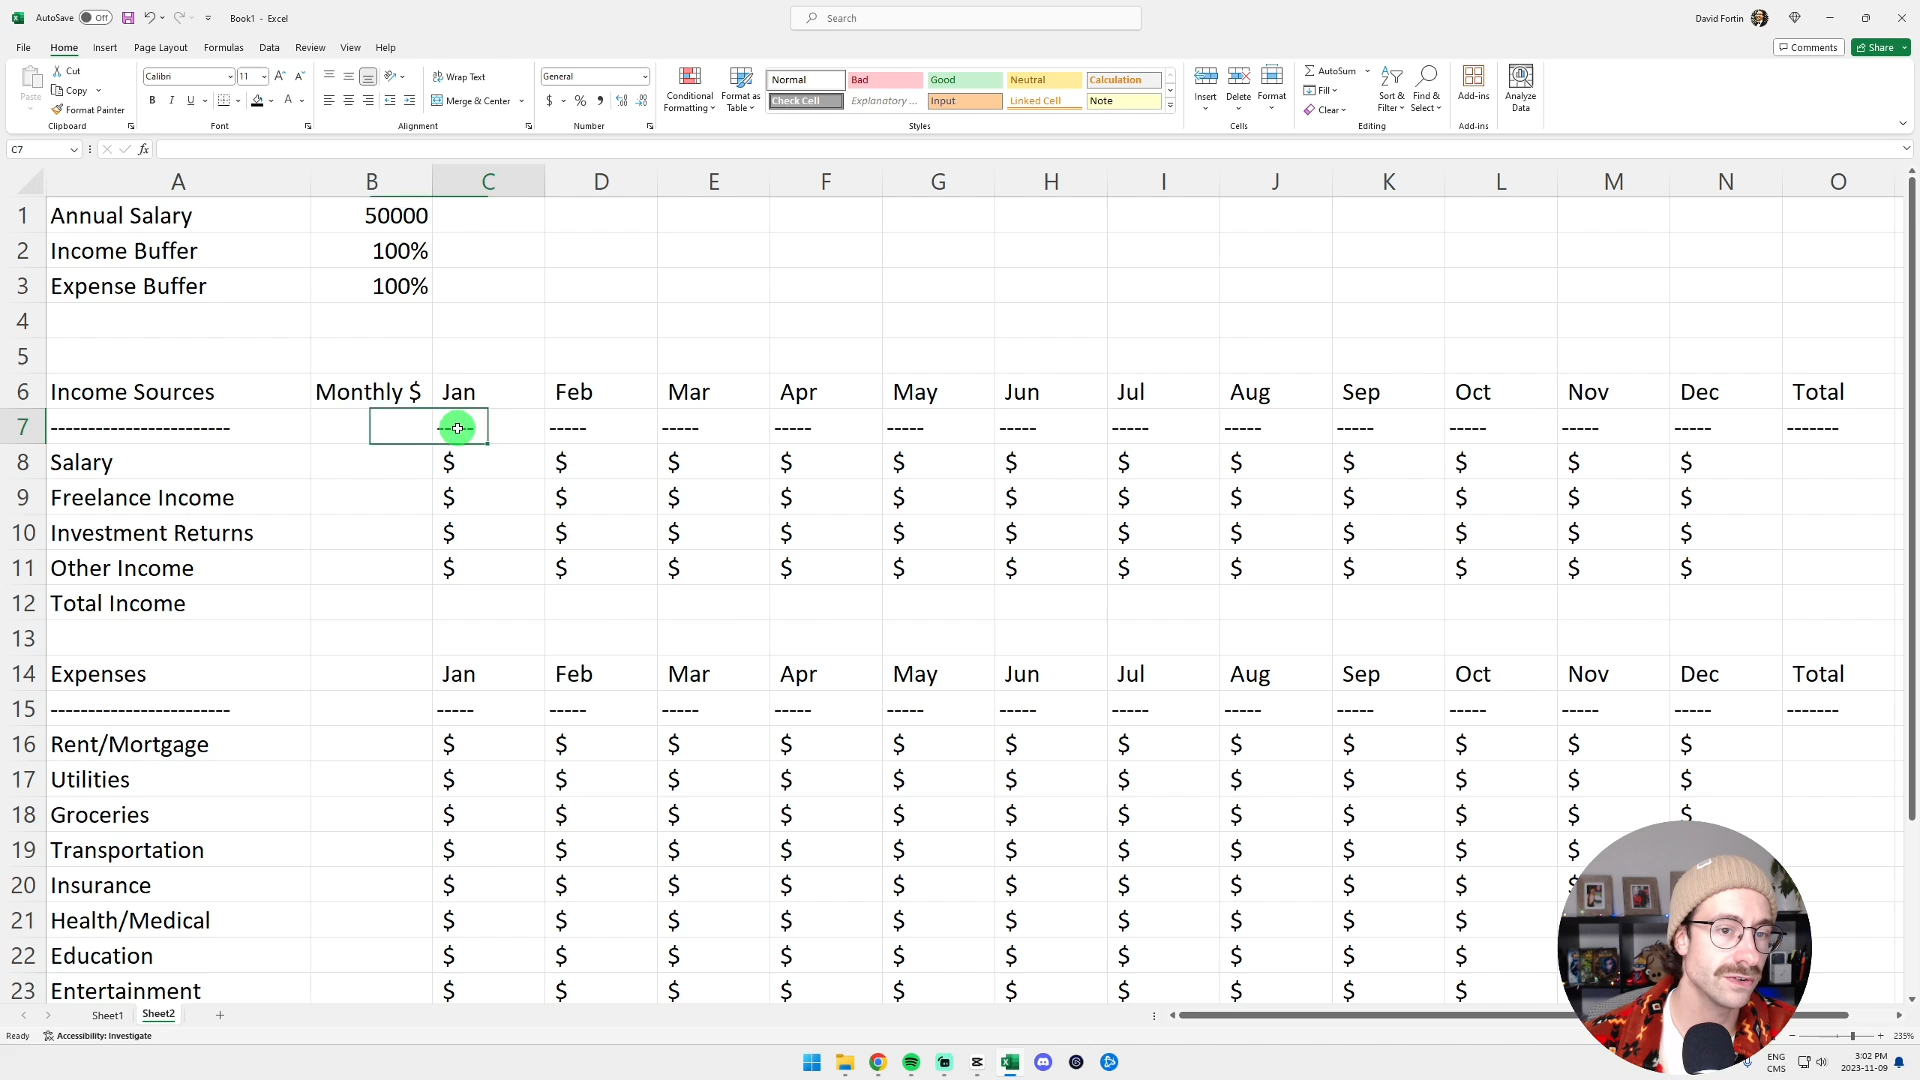 AutoSave Off Book1 - Excel Search David Fortin
File Home Insert Page Layout Formulas Data Review View Help Comments Share
Paste Cut Copy Format Painter Clipboard
Calibri 11 B I U A Font
Wrap Text Merge & Center Alignment
General $ % Number
Conditional Formatting Format as Table
Normal Bad Good Neutral Calculation
Check Cell Explanatory ... Input Linked Cell Note
Styles
Insert Delete Format Cells
AutoSum Fill Clear Sort & Filter Find & Select Editing
Add-ins Add-ins
Analyze Data
C7 fx
A B C D E F G H I J K L M N O
1 Annual Salary 50000
2 Income Buffer 100%
3 Expense Buffer 100%
4
5
6 Income Sources Monthly $ Jan Feb Mar Apr May Jun Jul Aug Sep Oct Nov Dec Total
7 ------------------------ ----- ----- ----- ----- ----- ----- ----- ----- ----- ----- ----- ----- -------
8 Salary $ $ $ $ $ $ $ $ $ $ $ $
9 Freelance Income $ $ $ $ $ $ $ $ $ $ $ $
10 Investment Returns $ $ $ $ $ $ $ $ $ $ $ $
11 Other Income $ $ $ $ $ $ $ $ $ $ $ $
12 Total Income
13
14 Expenses Jan Feb Mar Apr May Jun Jul Aug Sep Oct Nov Dec Total
15 ------------------------ ----- ----- ----- ----- ----- ----- ----- ----- ----- ----- ----- ----- -------
16 Rent/Mortgage $ $ $ $ $ $ $ $ $ $ $ $
17 Utilities $ $ $ $ $ $ $ $ $ $ $ $
18 Groceries $ $ $ $ $ $ $ $ $ $ $ $
19 Transportation $ $ $ $ $ $ $ $ $ $ $
20 Insurance $ $ $ $ $ $ $ $ $ $
21 Health/Medical $ $ $ $ $ $ $ $ $ $
22 Education $ $ $ $ $ $ $ $ $ $
23 Entertainment $ $ $ $ $ $ $ $ $ $
Sheet1 Sheet2
Ready Accessibility: Investigate 235%
ENG CMS 3:02 PM 2023-11-09